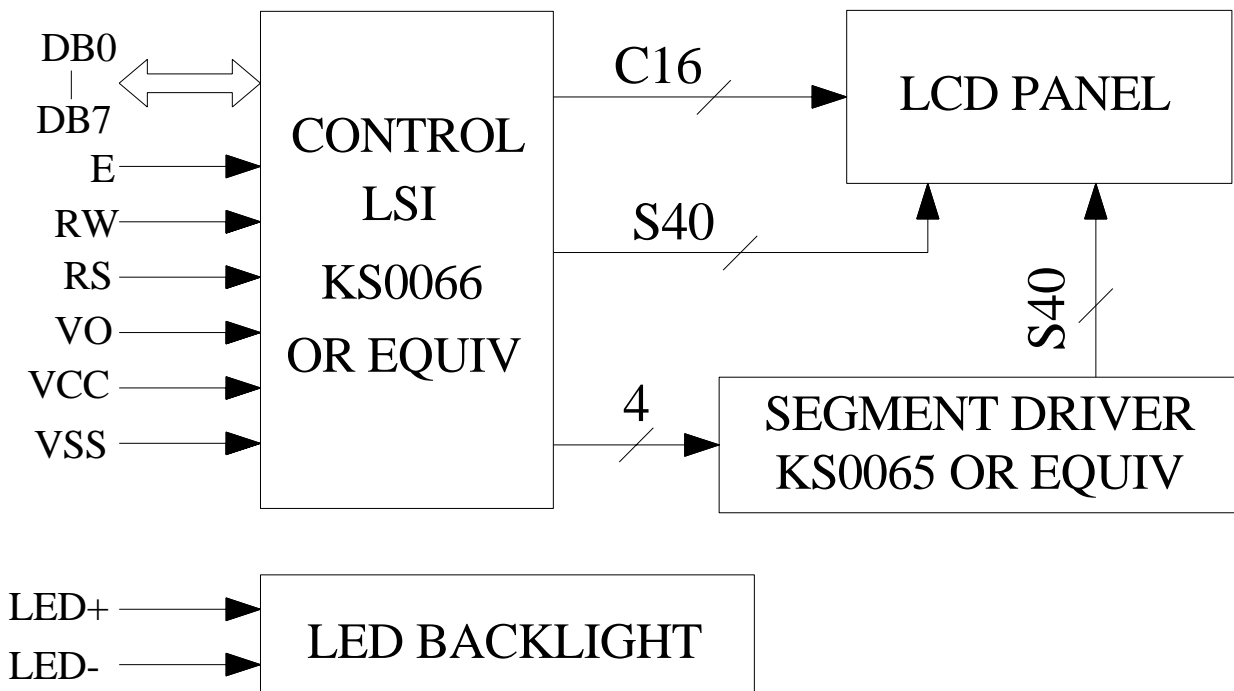 DB0
DB7
E
RW
RS
VO
VCC
VSS
CONTROL
LSI
KS0066
OR EQUIV
C16
S40
4
LCD PANEL
S40
SEGMENT DRIVER
KS0065 OR EQUIV
LED+
LED-
LED BACKLIGHT